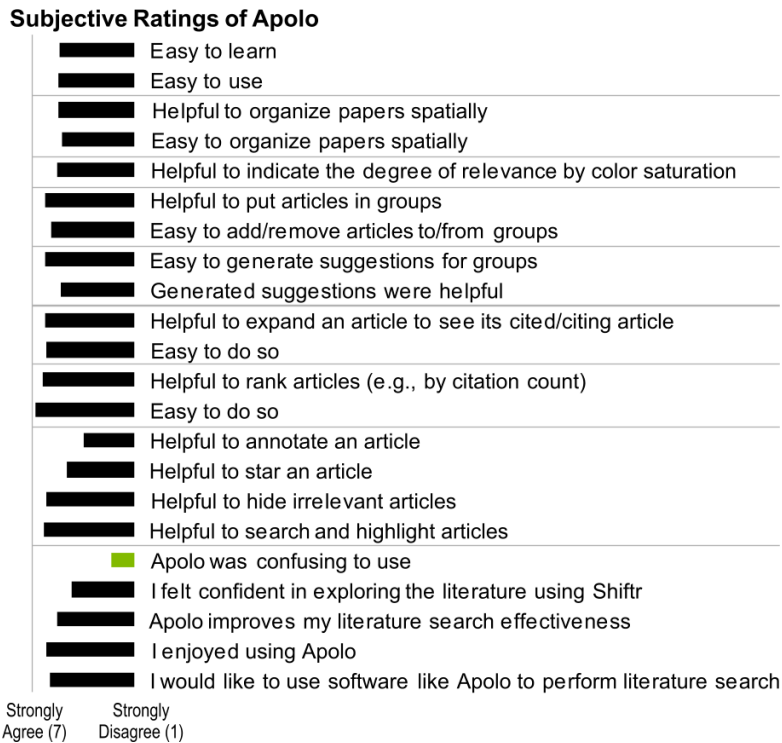 Subjective Ratings of Apolo
Easy to learn
Easy to use
Helpful to organize papers spatially
Easy to organize papers spatially
Helpful to indicate the degree of relevance by color saturation
Helpful to put articles in groups
Easy to add/remove articles to/from groups
Easy to generate suggestions for groups
Generated suggestions were helpful
Helpful to expand an article to see its cited/citing article
Easy to do so
Helpful to rank articles (e.g., by citation count)
Easy to do so
Helpful to annotate an article
Helpful to star an article
Helpful to hide irrelevant articles
Helpful to search and highlight articles
Apolo was confusing to use
I felt confident in exploring the literature using Shiftr
Apolo improves my literature search effectiveness
I enjoyed using Apolo
I would like to use software like Apolo to perform literature search
Strongly
Agree (7)
Strongly
Disagree (1)